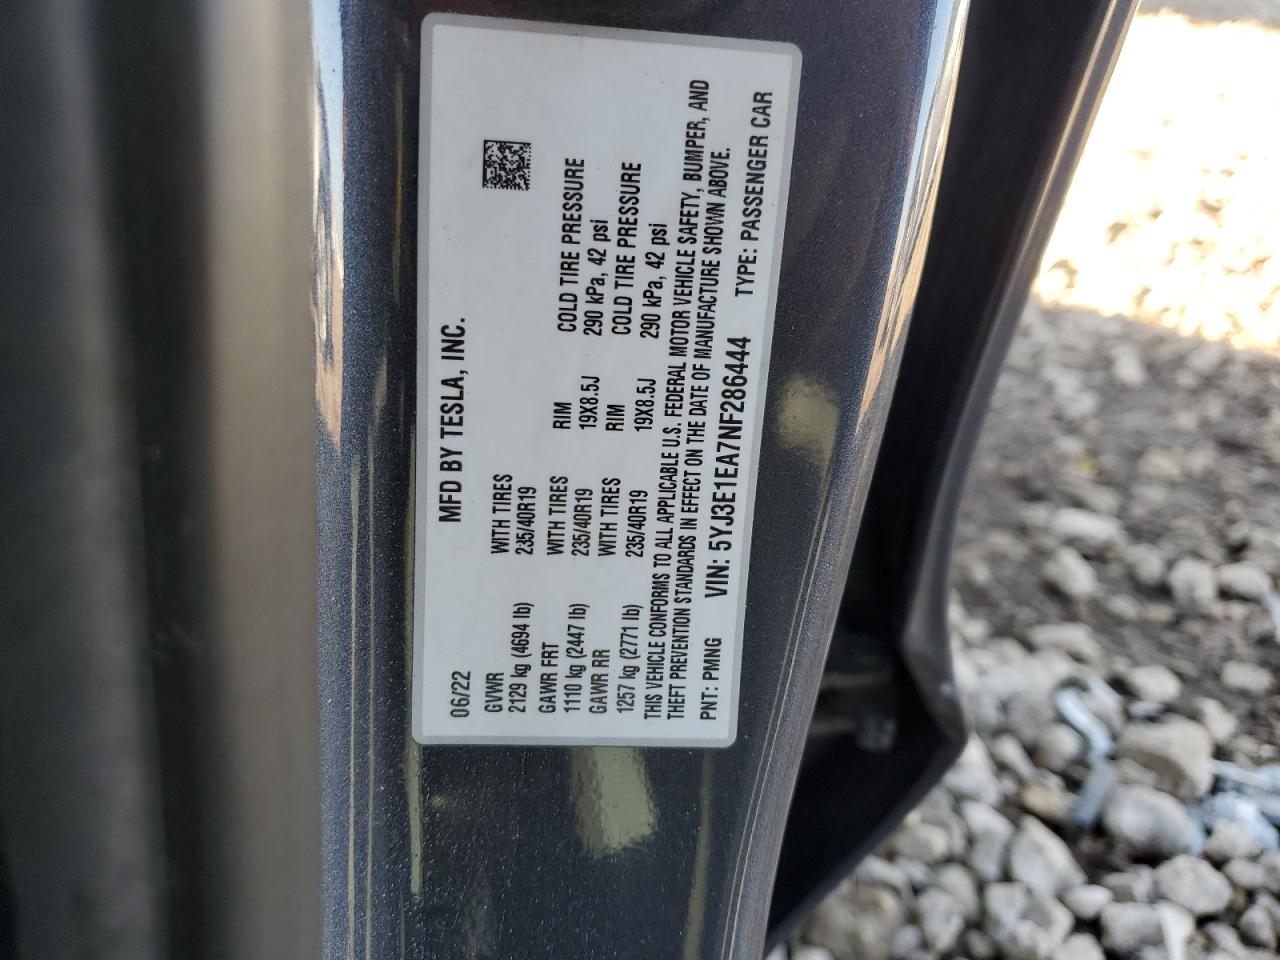 06/22 MFD BY TESLA, INC.
GVWR WITH TIRES
2129 kg (4694 lb) 235/40R19
GAWR FRT WITH TIRES RIM COLD TIRE PRESSURE
1110 kg (2447 lb) 235/40R19 19X8.5J 290 kPa, 42 psi
GAWR RR WITH TIRES RIM COLD TIRE PRESSURE
1257 kg (2771 lb) 235/40R19 19X8.5J 290 kPa, 42 psi
THIS VEHICLE CONFORMS TO ALL APPLICABLE U.S. FEDERAL MOTOR VEHICLE SAFETY, BUMPER, AND
THEFT PREVENTION STANDARDS IN EFFECT ON THE DATE OF MANUFACTURE SHOWN ABOVE.
PNT: PMNG VIN: 5YJ3E1EA7NF286444 TYPE: PASSENGER CAR